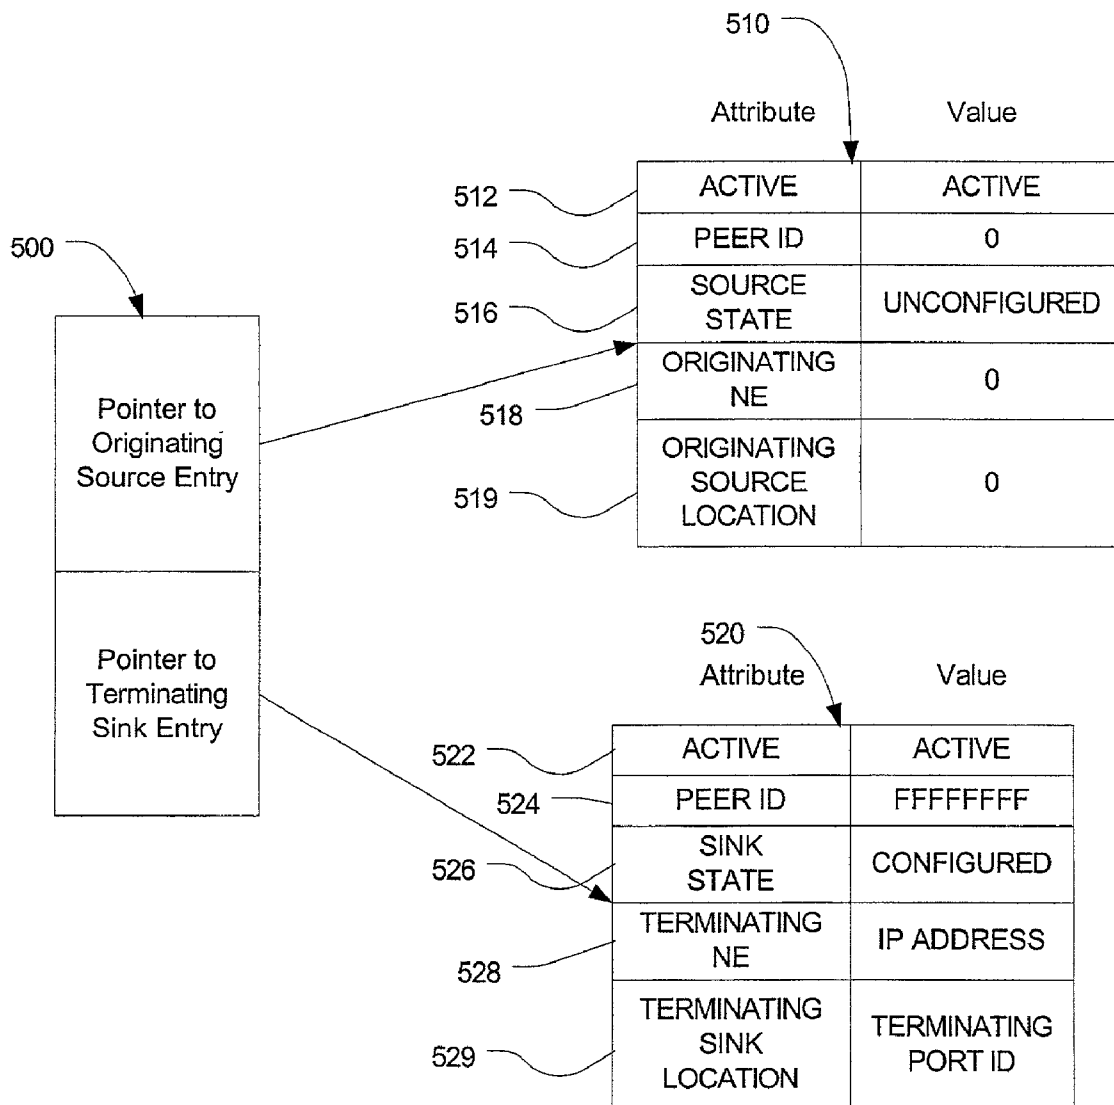 510
Attribute Value
512 ACTIVE ACTIVE
514 PEER ID 0
516 SOURCE STATE UNCONFIGURED
518 ORIGINATING NE 0
519 ORIGINATING SOURCE LOCATION 0
500
Pointer to
Originating
Source Entry
Pointer to
Terminating
Sink Entry
520
Attribute Value
522 ACTIVE ACTIVE
524 PEER ID FFFFFFFF
526 SINK STATE CONFIGURED
528 TERMINATING NE IP ADDRESS
529 TERMINATING SINK LOCATION TERMINATING PORT ID